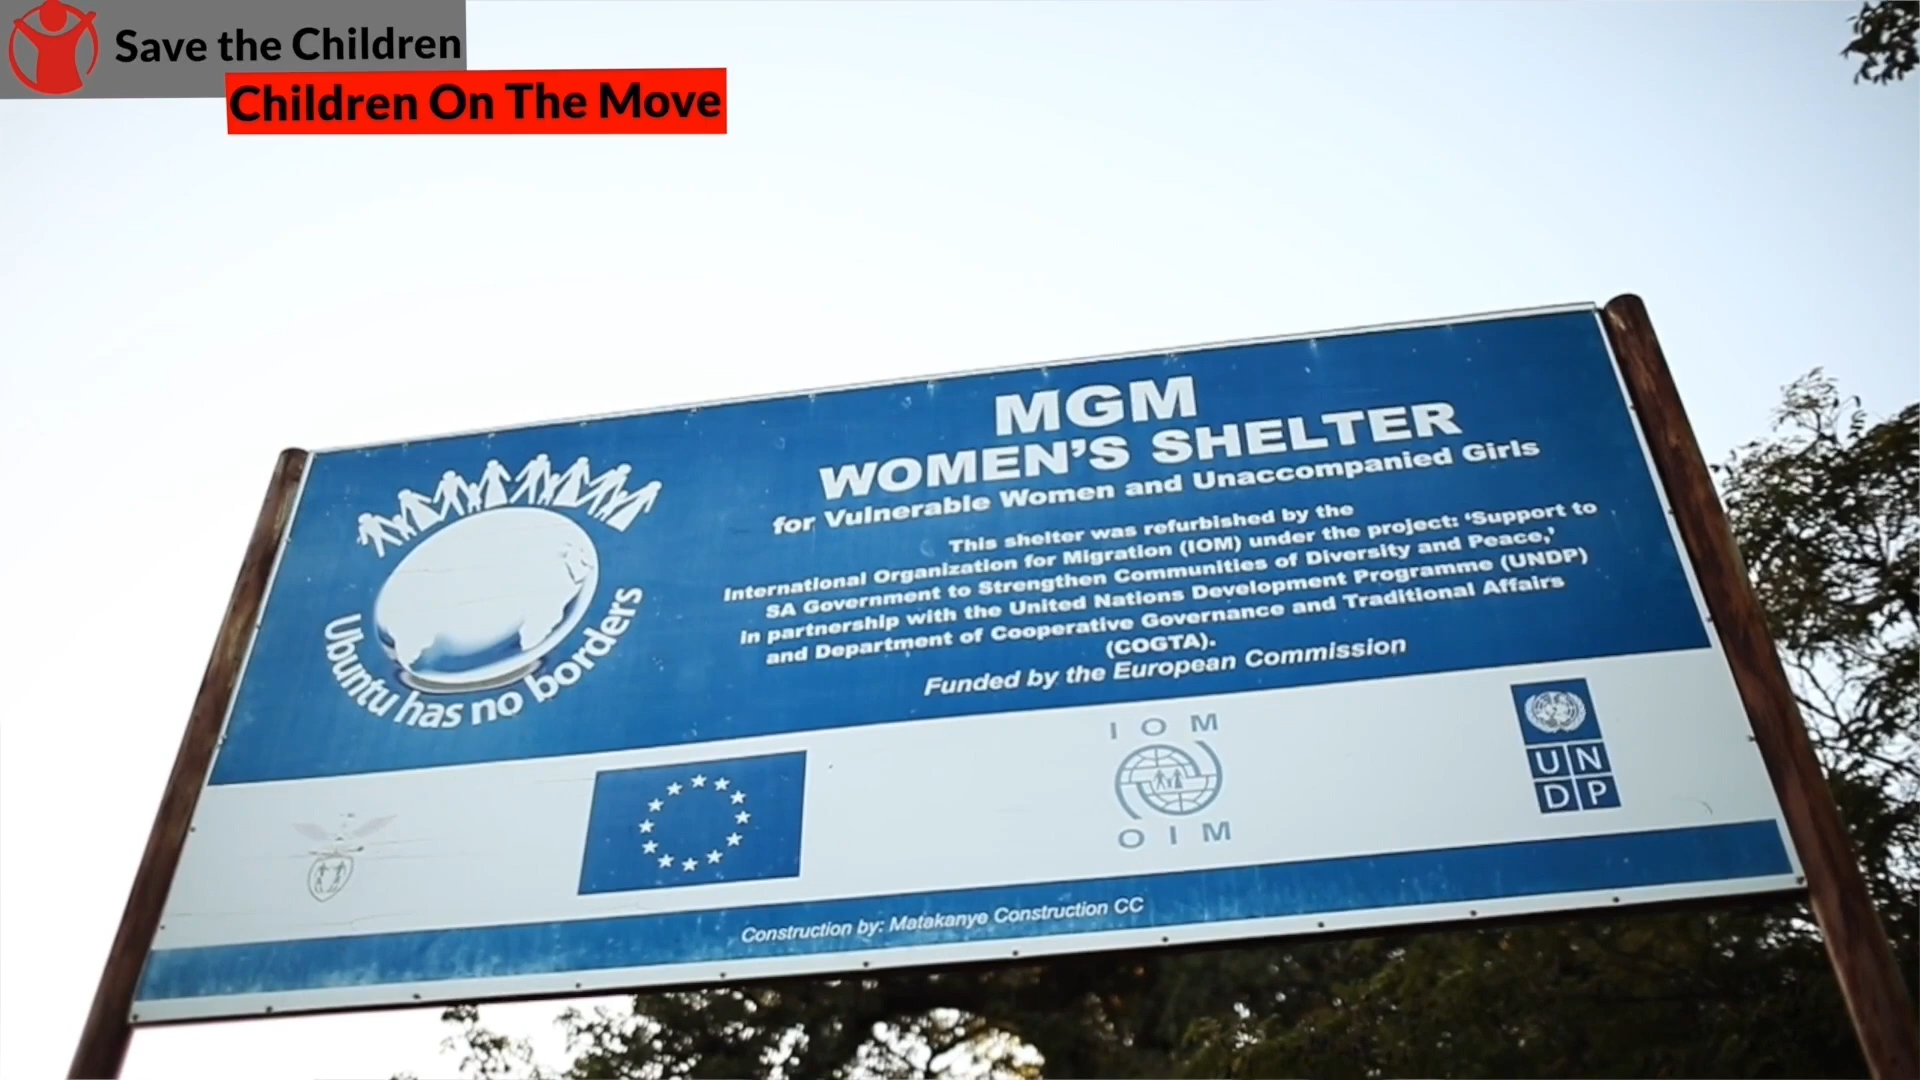 Save the Children
Children On The Move
MGM
WOMEN'S SHELTER
for Vulnerable Women and Unaccompanied Girls
This shelter was refurbished by the
International Organization for Migration (IOM) under the project: 'Support to
SA Government to Strengthen Communities of Diversity and Peace,'
In partnership with the United Nations Development Programme (UNDP)
and Department of Cooperative Governance and Traditional Affairs
(COGTA).
Funded by the European Commission
Ubuntu has no borders
IOM
OIM
UN
DP
Construction by: Matakanye Construction CC